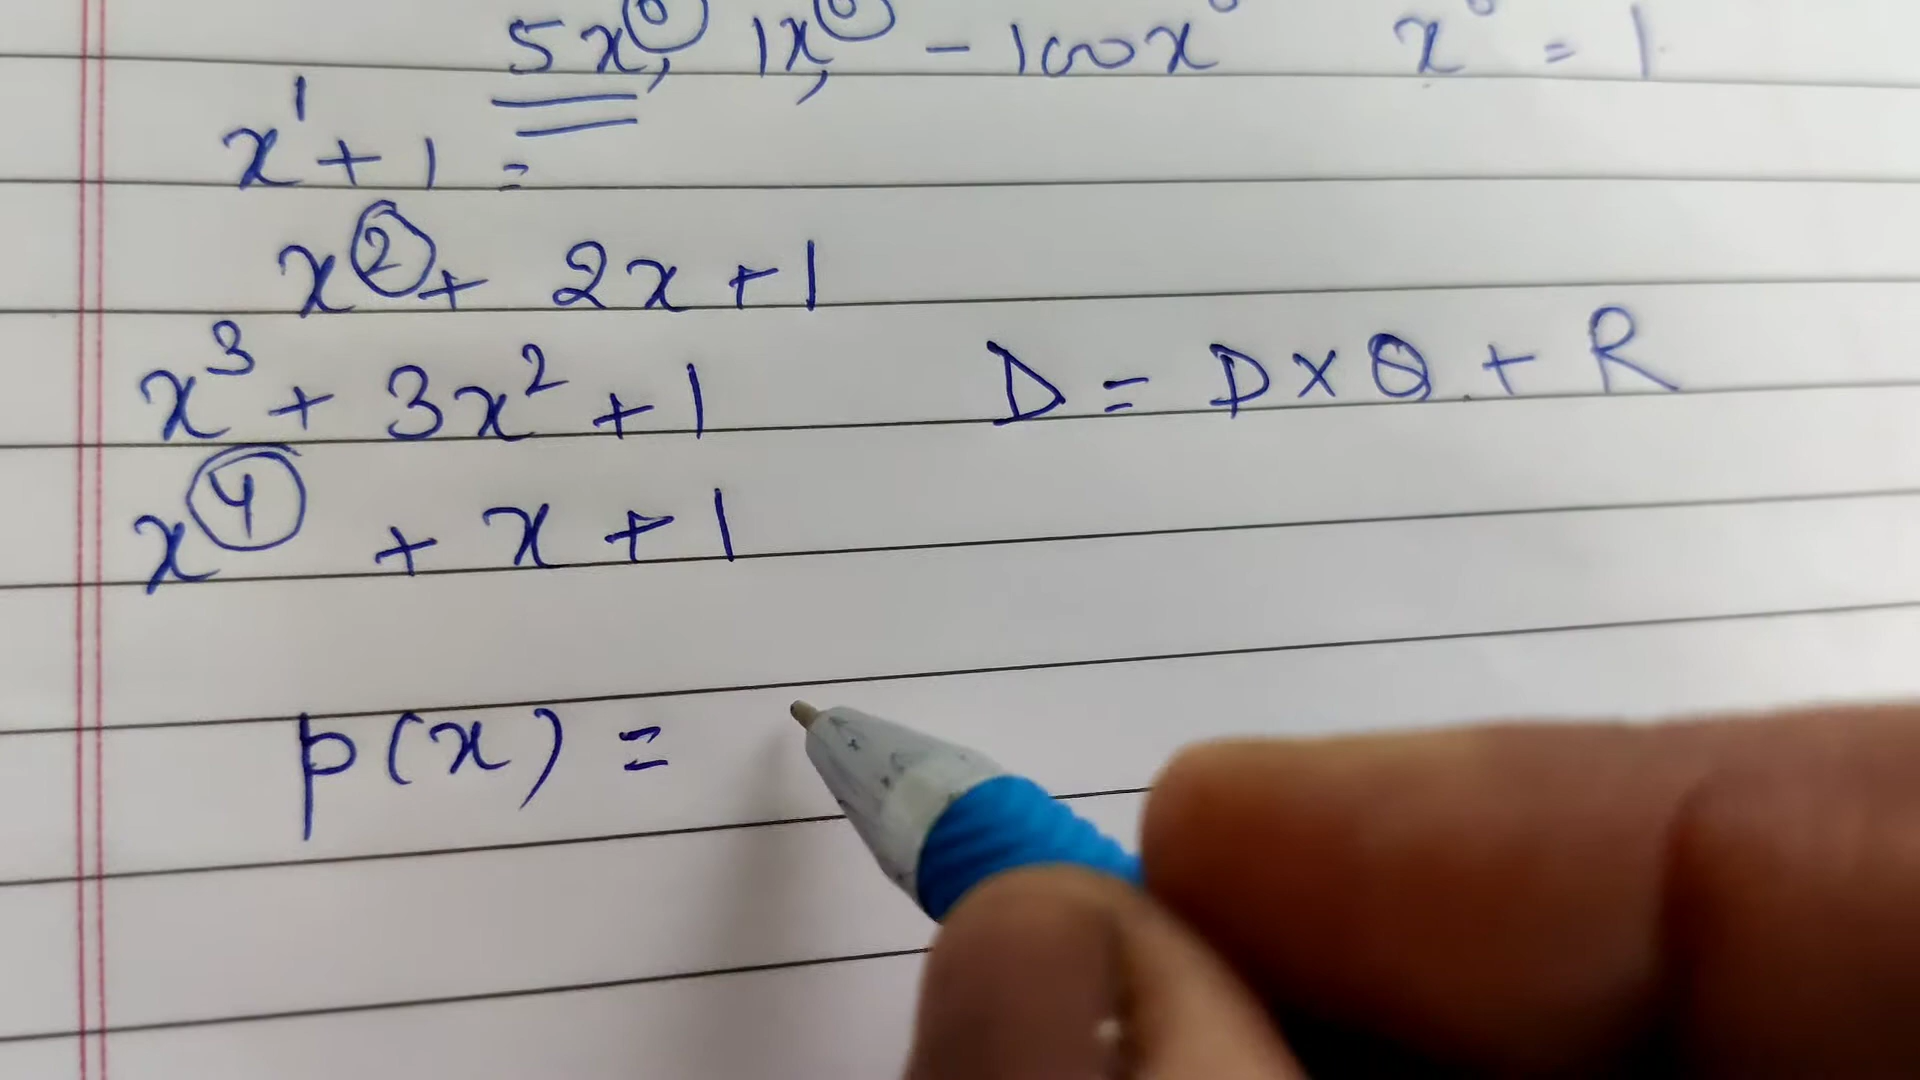 5x⁰, 1x⁰, - 100x⁰ x⁰ = 1
x¹ + 1 =
x² + 2x + 1
x³ + 3x² + 1 D = D × Q + R
x⁴ + x + 1
p(x) =